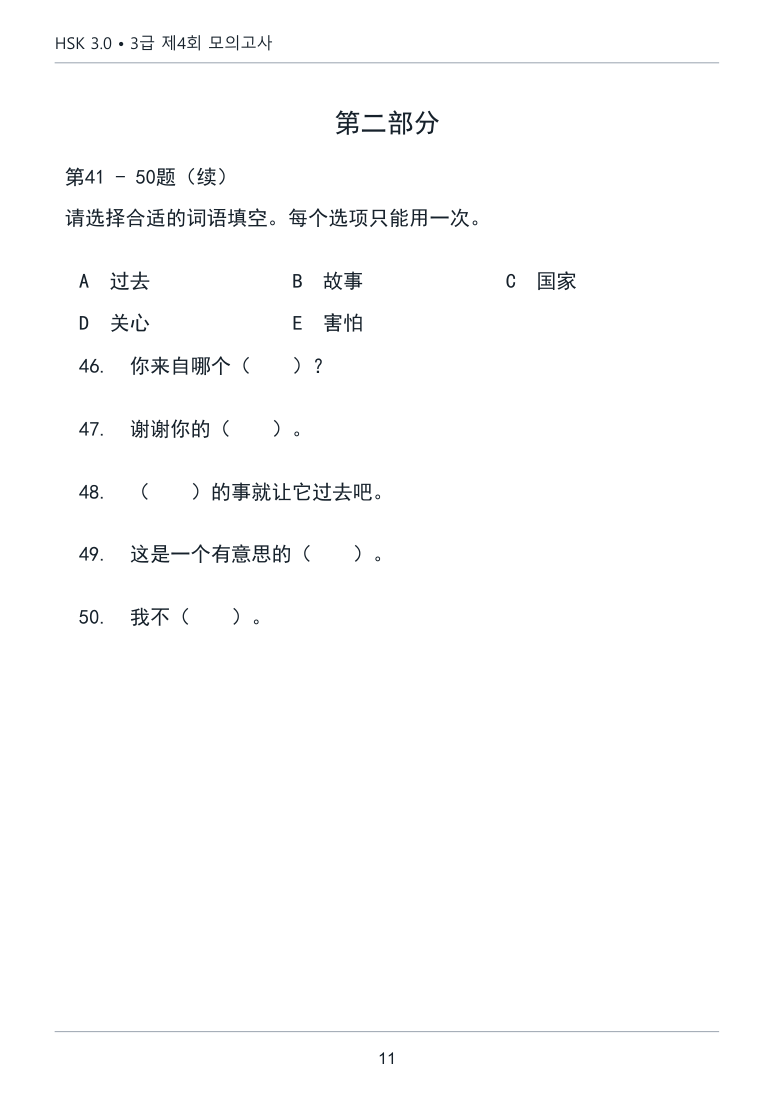 HSK 3.0 • 3급 제4회 모의고사
第二部分
第41 - 50题（续）
请选择合适的词语填空。每个选项只能用一次。
A 过去 B 故事 C 国家
D 关心 E 害怕
46. 你来自哪个（　　）?
47. 谢谢你的（　　）。
48. （　　）的事就让它过去吧。
49. 这是一个有意思的（　　）。
50. 我不（　　）。
11